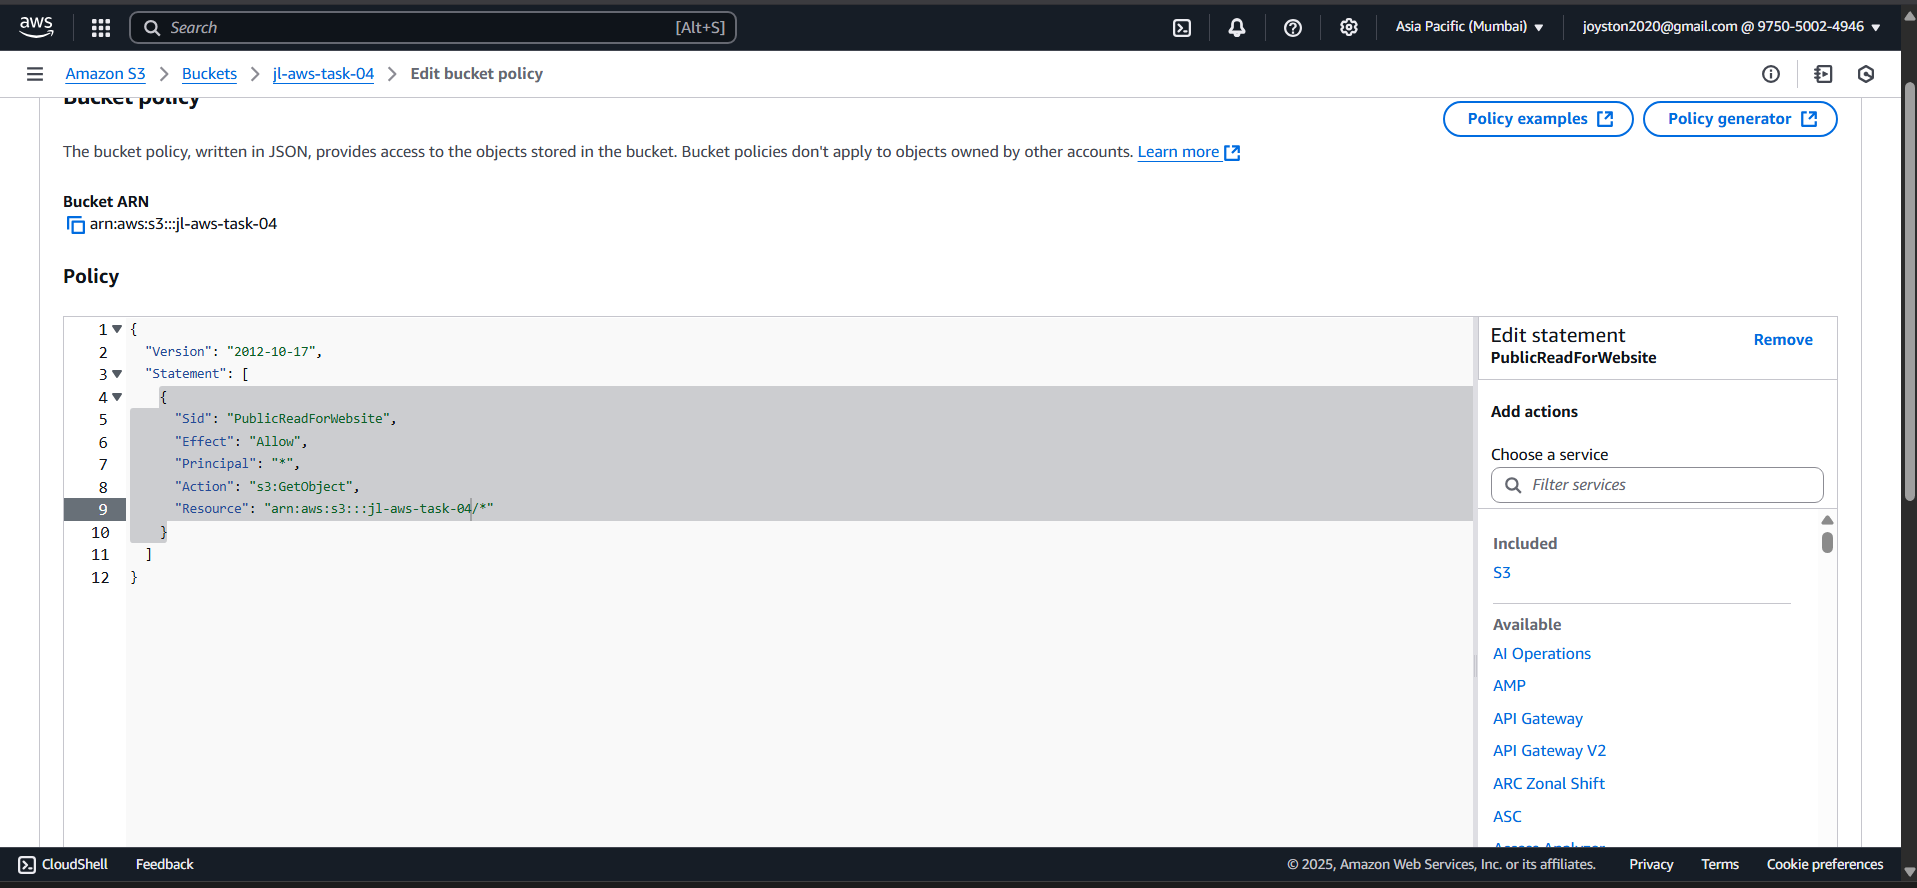 aws
Search [Alt+S]
Asia Pacific (Mumbai)
joyston2020@gmail.com @ 9750-5002-4946
Amazon S3 > Buckets > jl-aws-task-04 > Edit bucket policy
Bucket policy
Policy examples
Policy generator
The bucket policy, written in JSON, provides access to the objects stored in the bucket. Bucket policies don't apply to objects owned by other accounts. Learn more
Bucket ARN
arn:aws:s3:::jl-aws-task-04
Policy
1 {
2 "Version": "2012-10-17",
3 "Statement": [
4 {
5 "Sid": "PublicReadForWebsite",
6 "Effect": "Allow",
7 "Principal": "*",
8 "Action": "s3:GetObject",
9 "Resource": "arn:aws:s3:::jl-aws-task-04/*"
10 }
11 ]
12 }
Edit statement
PublicReadForWebsite
Remove
Add actions
Choose a service
Filter services
Included
S3
Available
AI Operations
AMP
API Gateway
API Gateway V2
ARC Zonal Shift
ASC
CloudShell
Feedback
© 2025, Amazon Web Services, Inc. or its affiliates.
Privacy
Terms
Cookie preferences